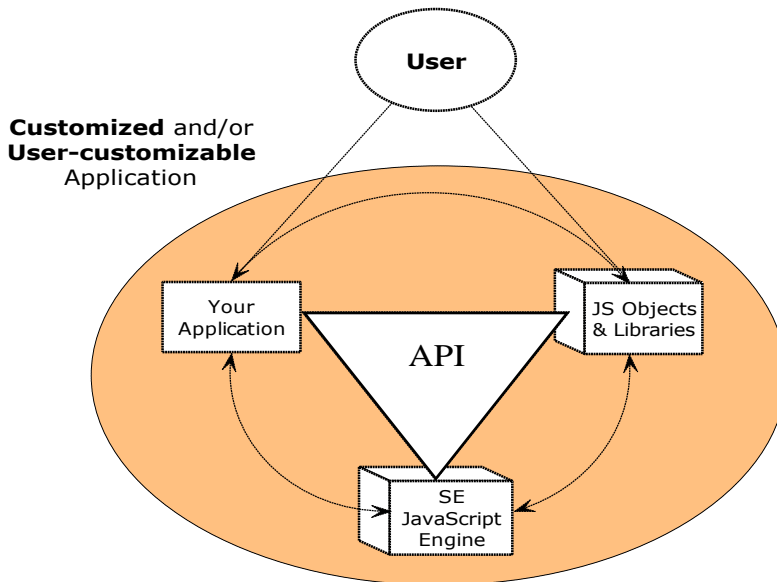 User
Customized and/or
User-customizable
Application
Your
Application
JS Objects
& Libraries
API
SE
JavaScript
Engine